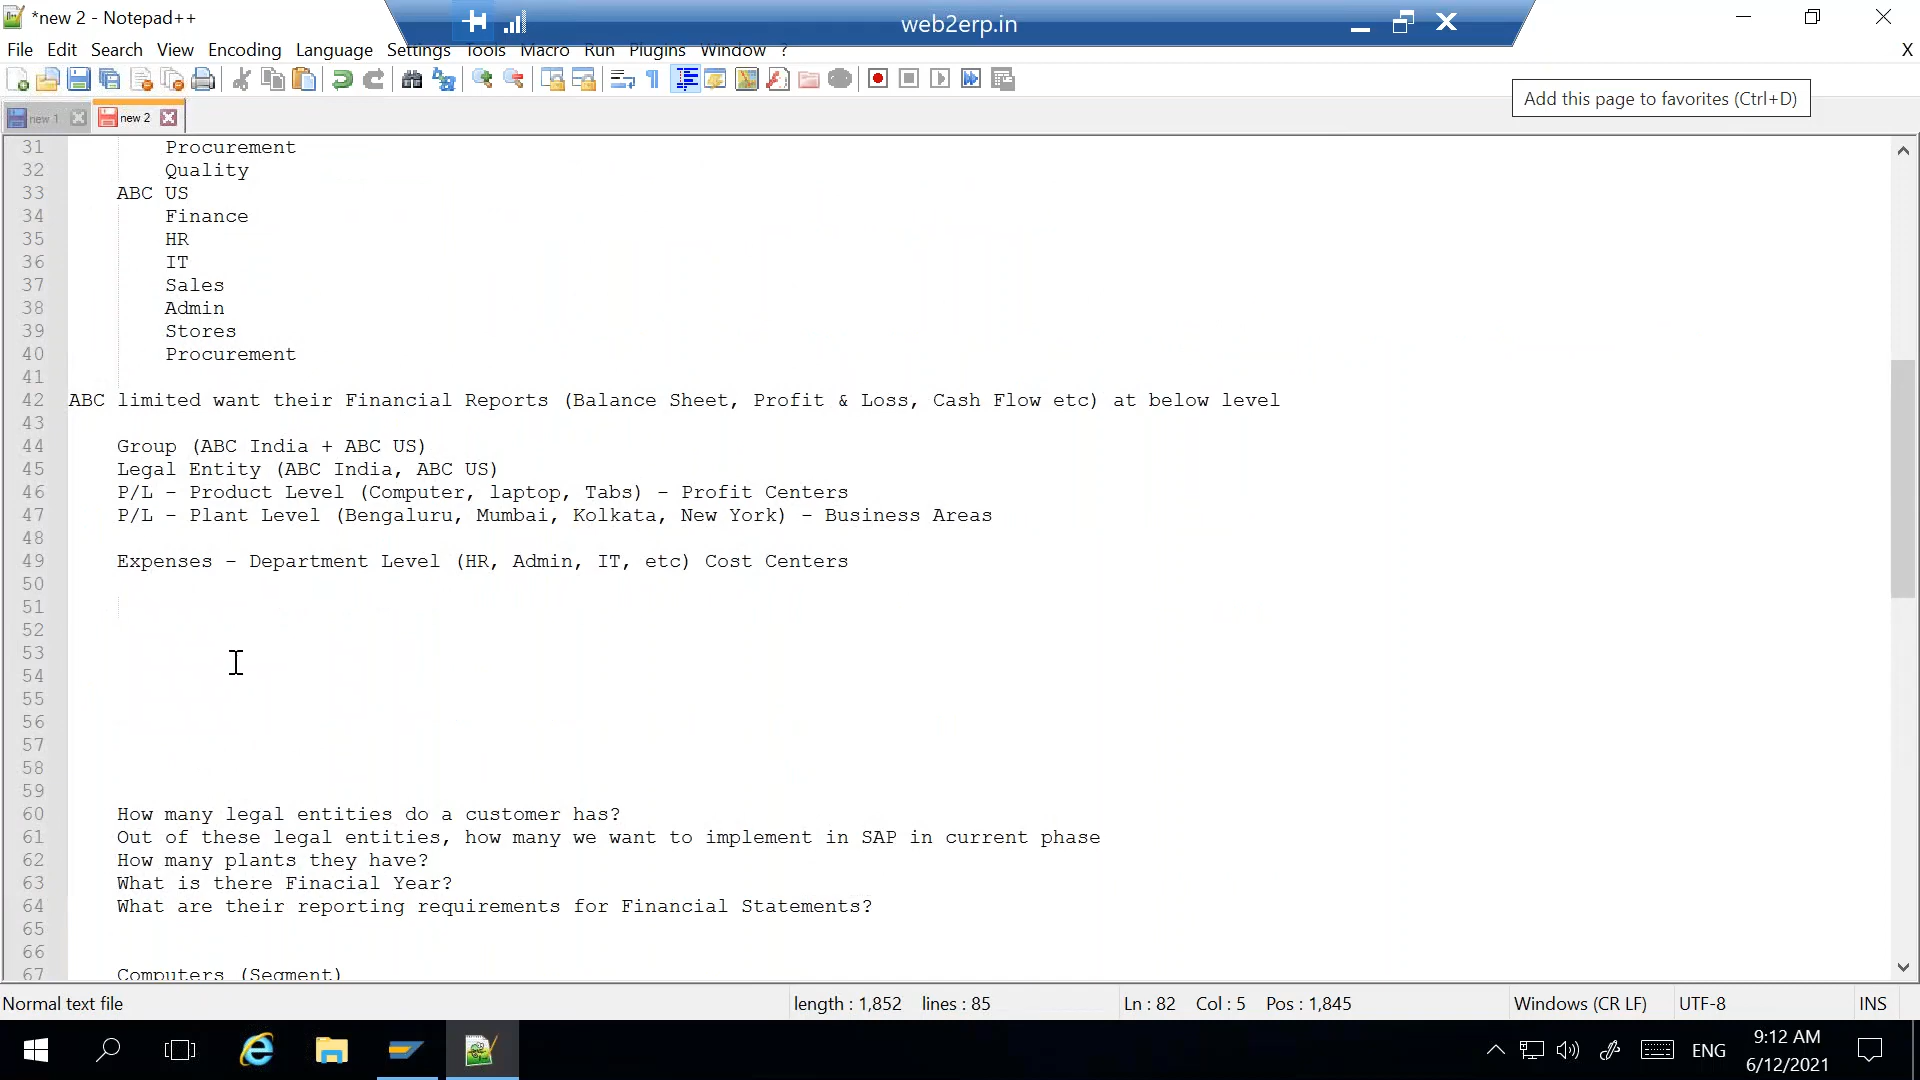 *new 2 - Notepad++
web2erp.in
File Edit Search View Encoding Language Settings Tools Macro Run Plugins Window ?
X
Add this page to favorites (Ctrl+D)
new 1
new 2
31 Procurement
32 Quality
33 ABC US
34 Finance
35 HR
36 IT
37 Sales
38 Admin
39 Stores
40 Procurement
41
42 ABC limited want their Financial Reports (Balance Sheet, Profit & Loss, Cash Flow etc) at below level
43
44 Group (ABC India + ABC US)
45 Legal Entity (ABC India, ABC US)
46 P/L - Product Level (Computer, laptop, Tabs) - Profit Centers
47 P/L - Plant Level (Bengaluru, Mumbai, Kolkata, New York) - Business Areas
48
49 Expenses - Department Level (HR, Admin, IT, etc) Cost Centers
50
51
52
53
54
55
56
57
58
59
60 How many legal entities do a customer has?
61 Out of these legal entities, how many we want to implement in SAP in current phase
62 How many plants they have?
63 What is there Finacial Year?
64 What are their reporting requirements for Financial Statements?
65
66
67 Computers (Segment)
Normal text file length : 1,852 lines : 85 Ln : 82 Col : 5 Pos : 1,845 Windows (CR LF) UTF-8 INS
ENG
9:12 AM
6/12/2021